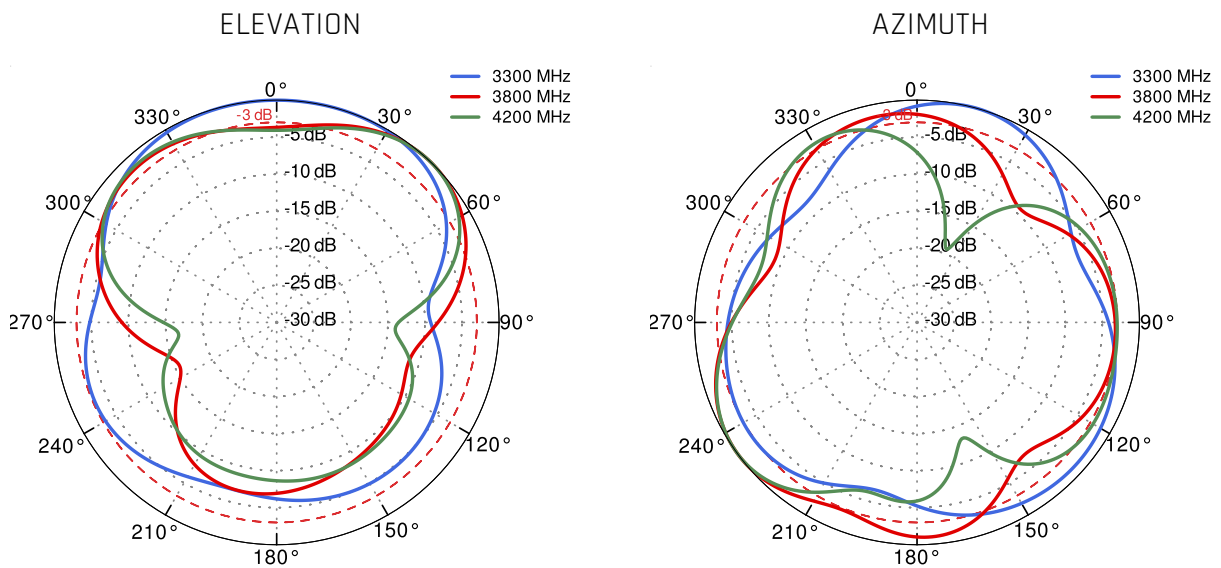 ELEVATION
3300 MHz
3800 MHz
4200 MHz
0°
30°
60°
90°
120°
150°
180°
210°
240°
270°
300°
330°
-3 dB
-5 dB
-10 dB
-15 dB
-20 dB
-25 dB
-30 dB
AZIMUTH
3300 MHz
3800 MHz
4200 MHz
0°
30°
60°
90°
120°
150°
180°
210°
240°
270°
300°
330°
-3 dB
-5 dB
-10 dB
-15 dB
-20 dB
-25 dB
-30 dB